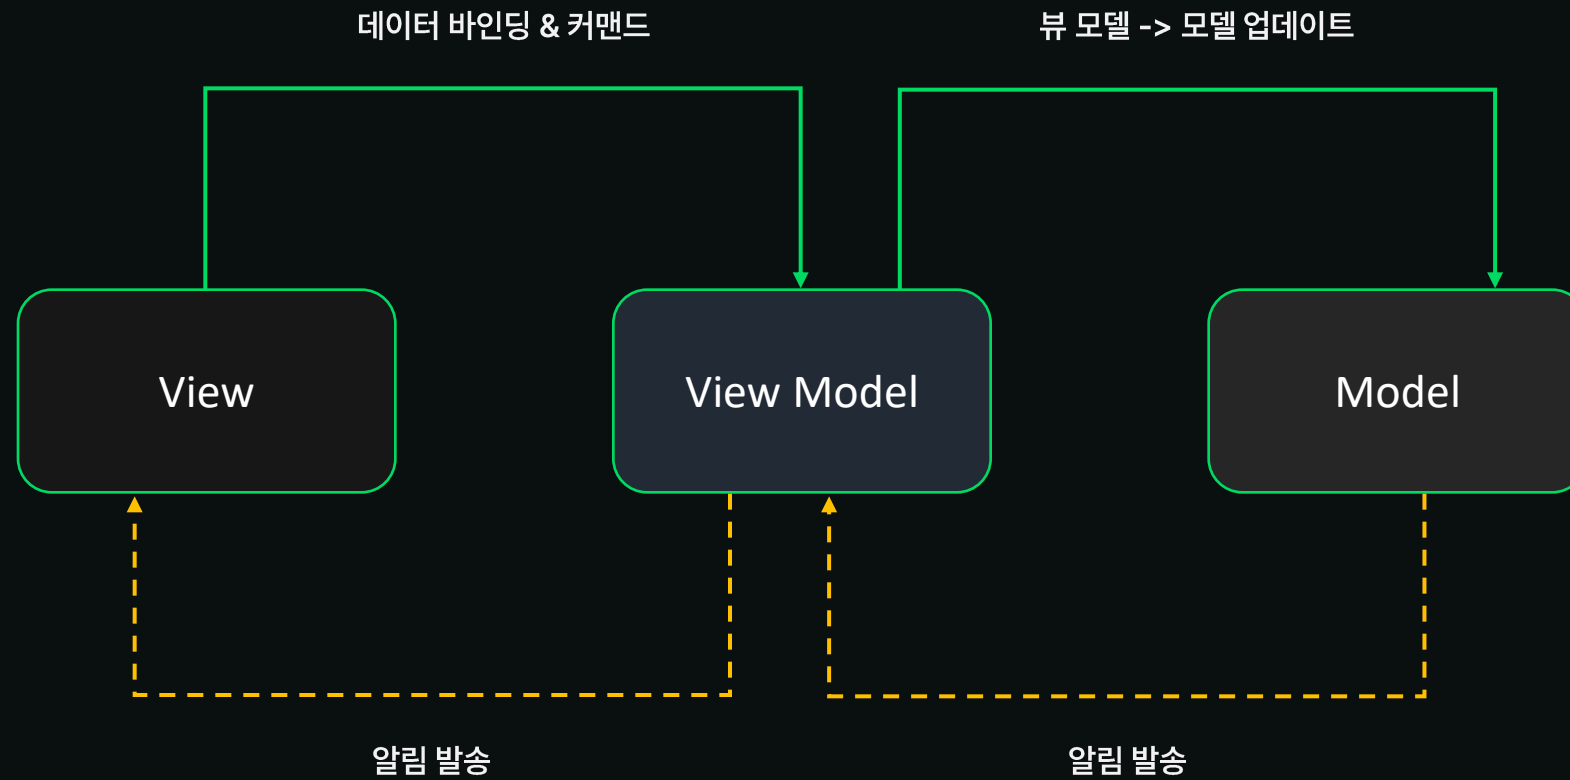 데이터 바인딩 & 커맨드
뷰 모델 -> 모델 업데이트
View
View Model
Model
알림 발송
알림 발송